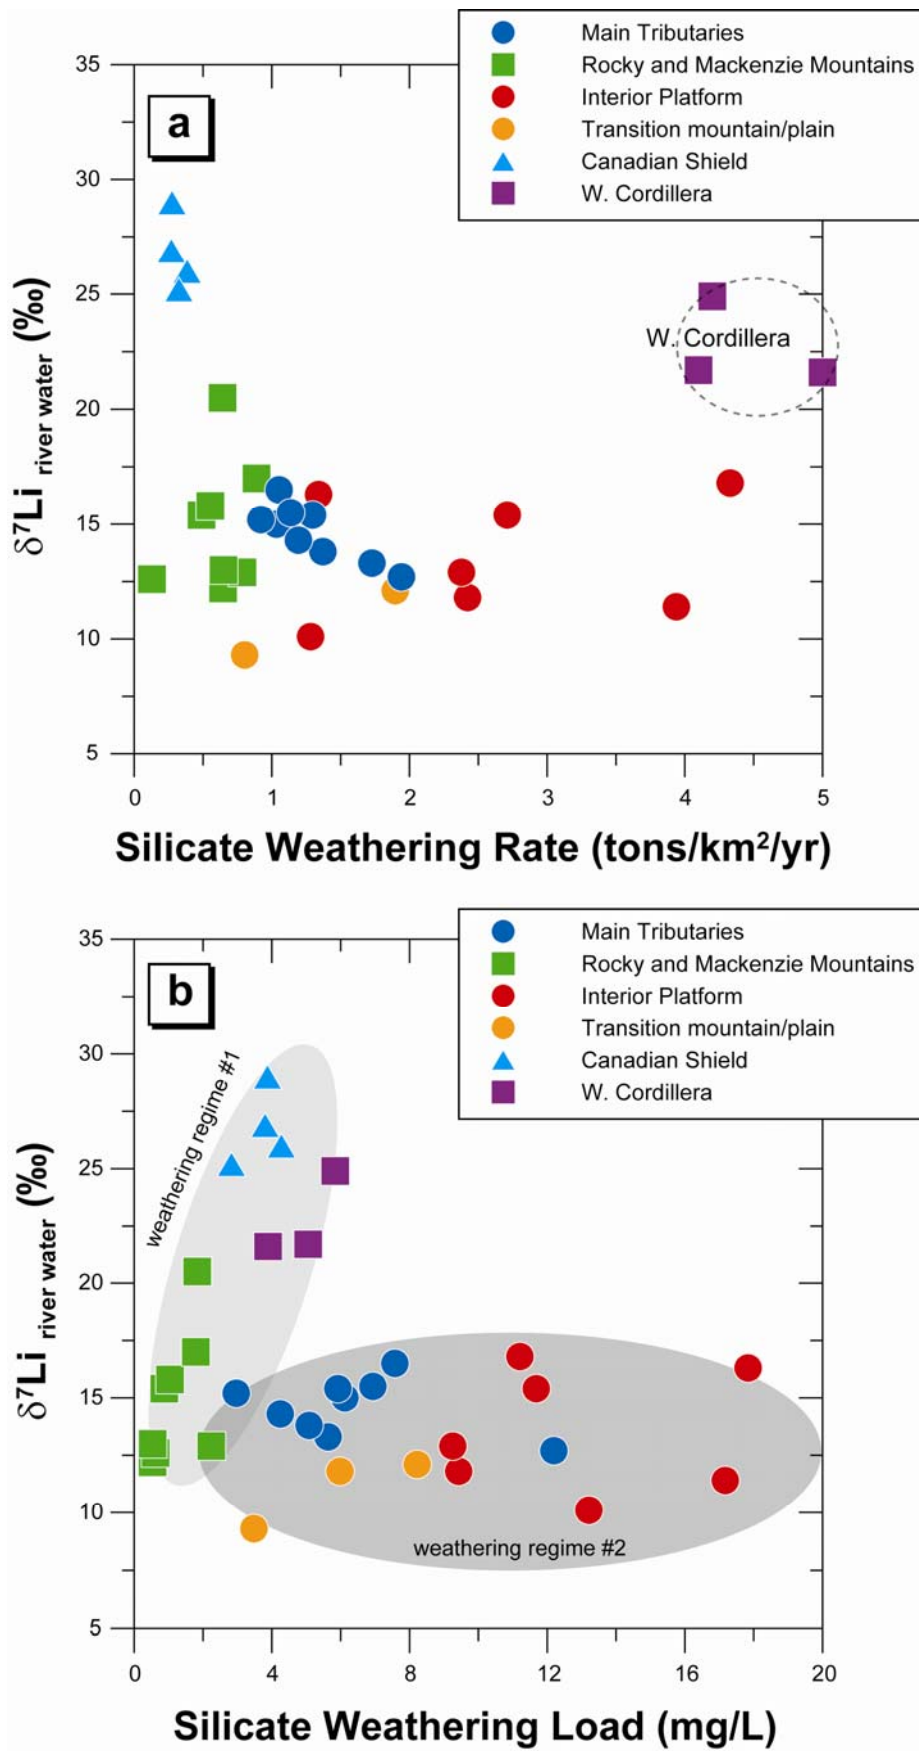 Main Tributaries
Rocky and Mackenzie Mountains
Interior Platform
Transition mountain/plain
Canadian Shield
W. Cordillera
a
35
30
25
20
15
10
5
δ⁷Li river water (‰)
W. Cordillera
0 1 2 3 4 5
Silicate Weathering Rate (tons/km²/yr)
Main Tributaries
Rocky and Mackenzie Mountains
Interior Platform
Transition mountain/plain
Canadian Shield
W. Cordillera
b
35
30
25
20
15
10
5
δ⁷Li river water (‰)
weathering regime #1
weathering regime #2
0 4 8 12 16 20
Silicate Weathering Load (mg/L)